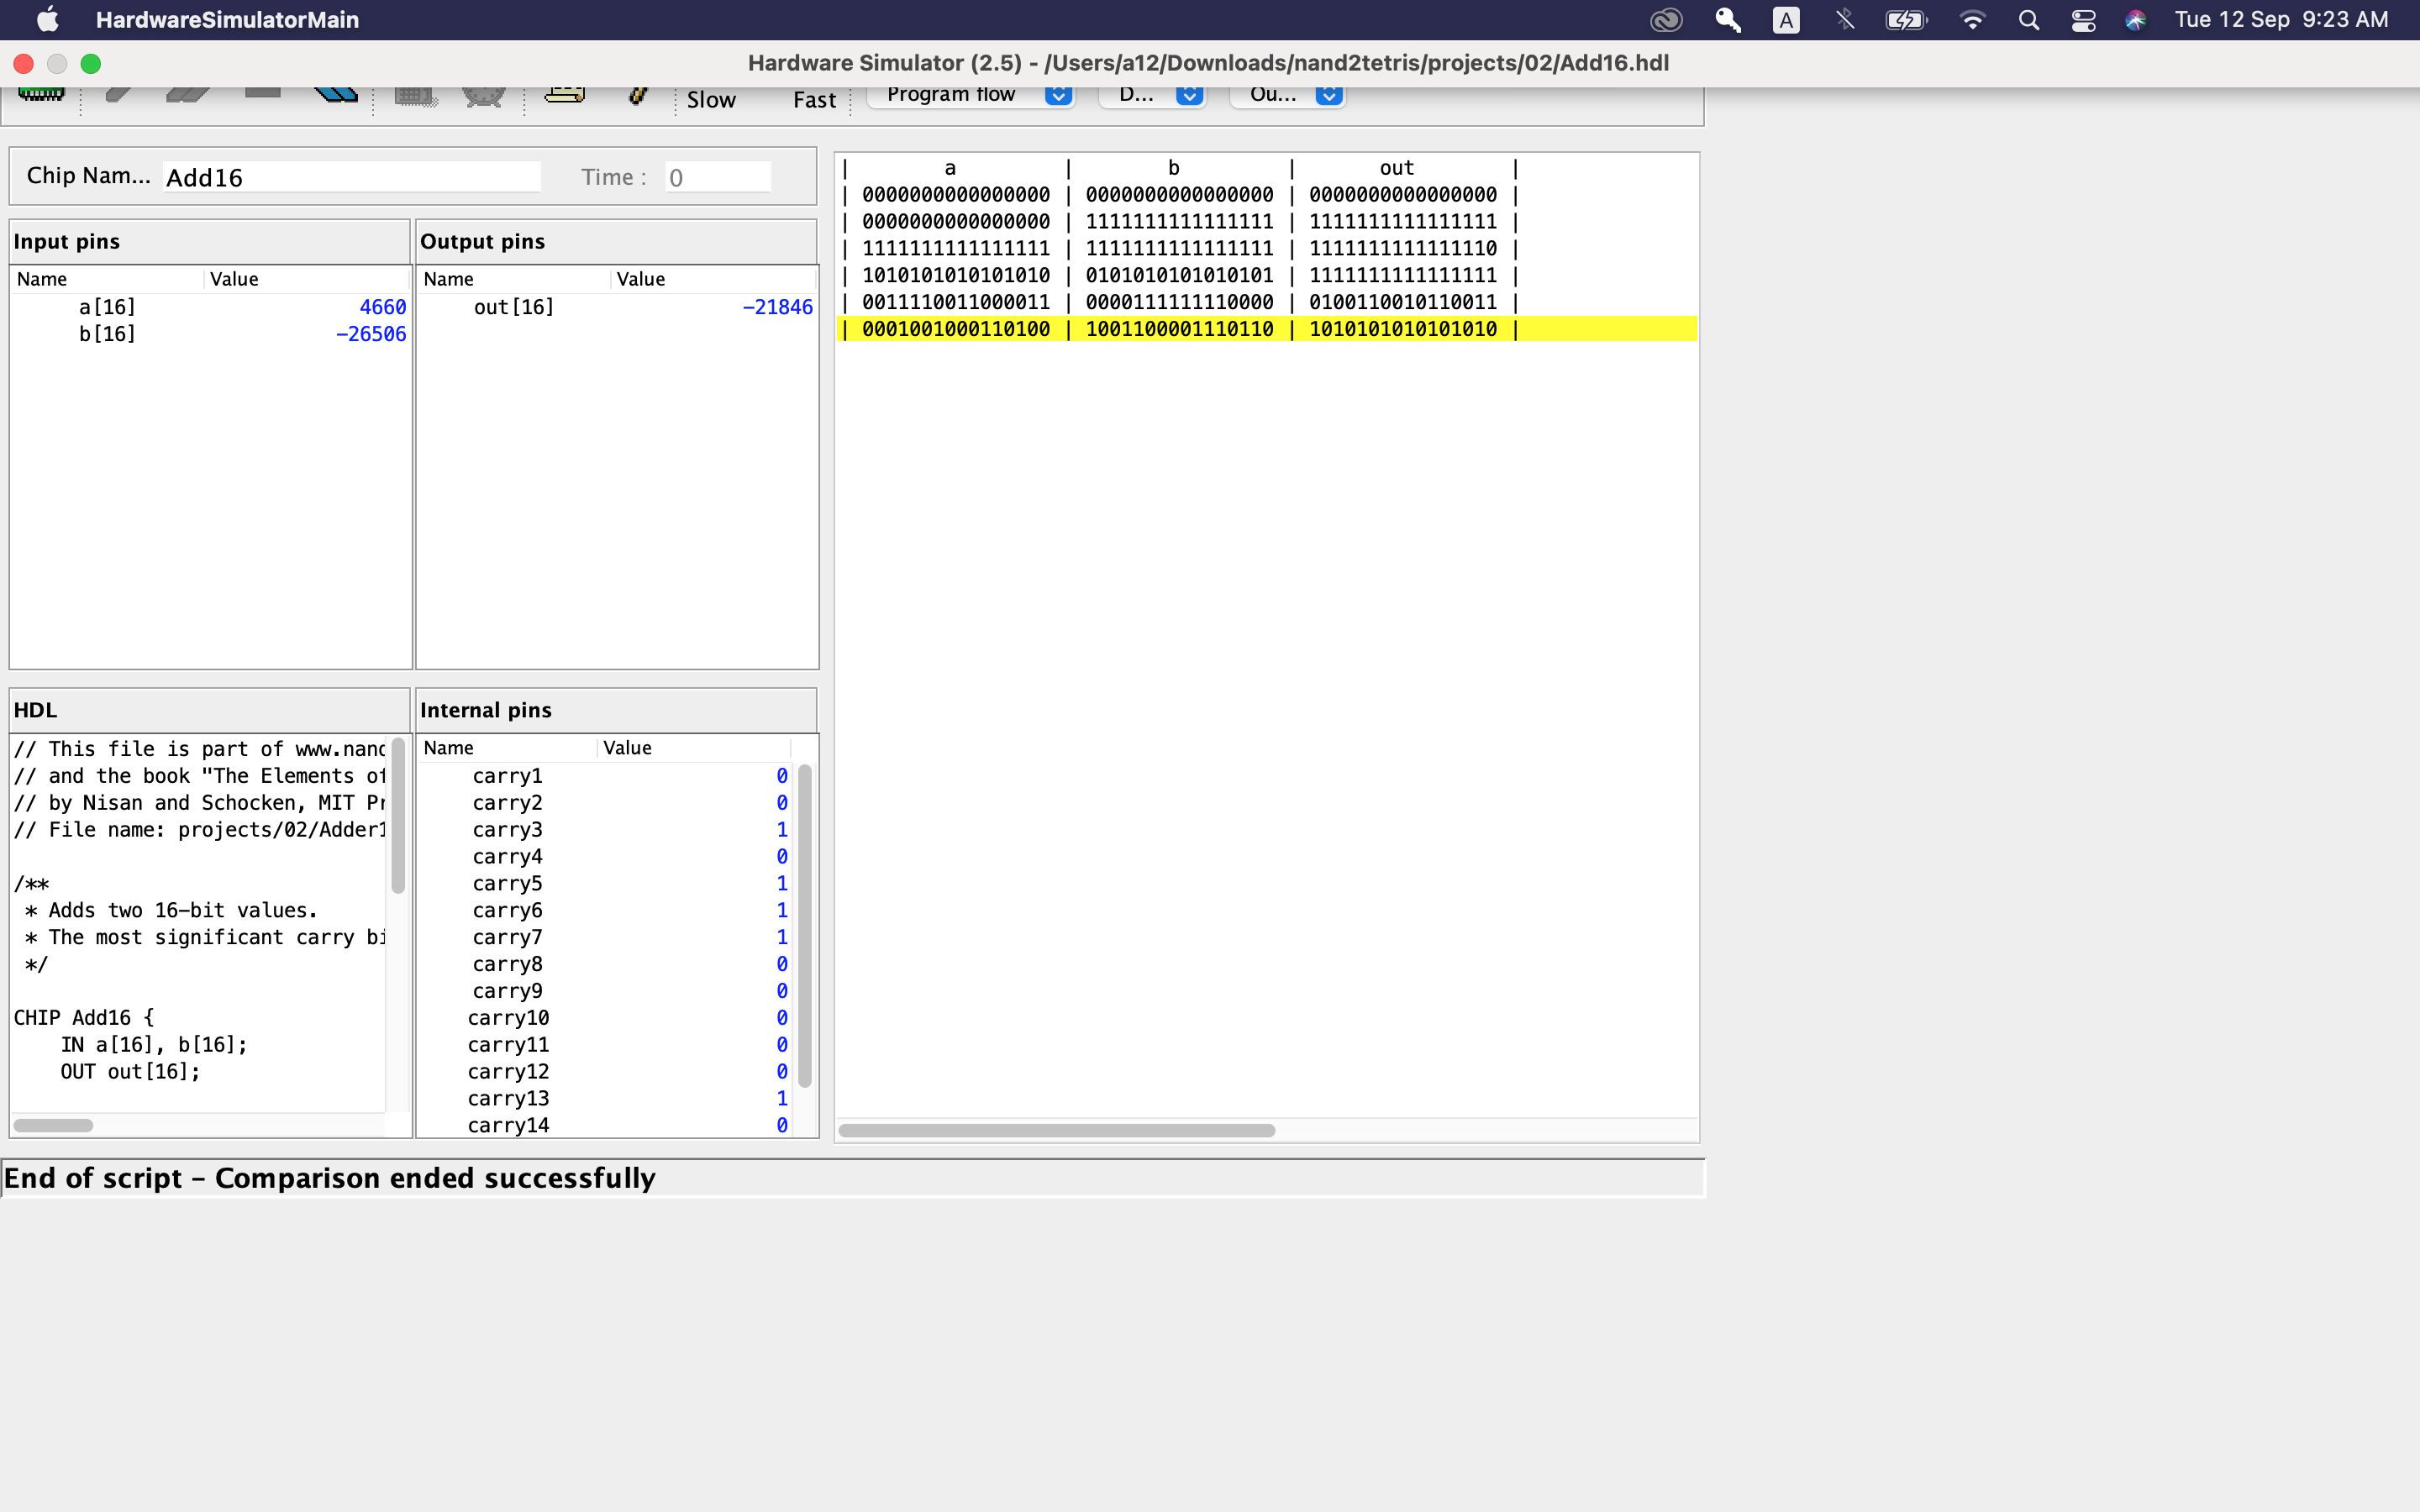 HardwareSimulatorMain
A
Tue 12 Sep 9:23 AM
Hardware Simulator (2.5) - /Users/a12/Downloads/nand2tetris/projects/02/Add16.hdl
Slow Fast Program flow D... Ou...
Chip Nam... Add16 Time : 0
Input pins
Name Value
a[16] 4660
b[16] -26506
Output pins
Name Value
out[16] -21846
| a | b | out |
| 0000000000000000 | 0000000000000000 | 0000000000000000 |
| 0000000000000000 | 1111111111111111 | 1111111111111111 |
| 1111111111111111 | 1111111111111111 | 1111111111111110 |
| 1010101010101010 | 0101010101010101 | 1111111111111111 |
| 0011110011000011 | 0000111111110000 | 0100110010110011 |
| 0001001000110100 | 1001100001110110 | 1010101010101010 |
HDL
// This file is part of www.nand
// and the book "The Elements of
// by Nisan and Schocken, MIT Pr
// File name: projects/02/Adder1
/**
* Adds two 16-bit values.
* The most significant carry bi
*/
CHIP Add16 {
IN a[16], b[16];
OUT out[16];
Internal pins
Name Value
carry1 0
carry2 0
carry3 1
carry4 0
carry5 1
carry6 1
carry7 1
carry8 0
carry9 0
carry10 0
carry11 0
carry12 0
carry13 1
carry14 0
End of script - Comparison ended successfully